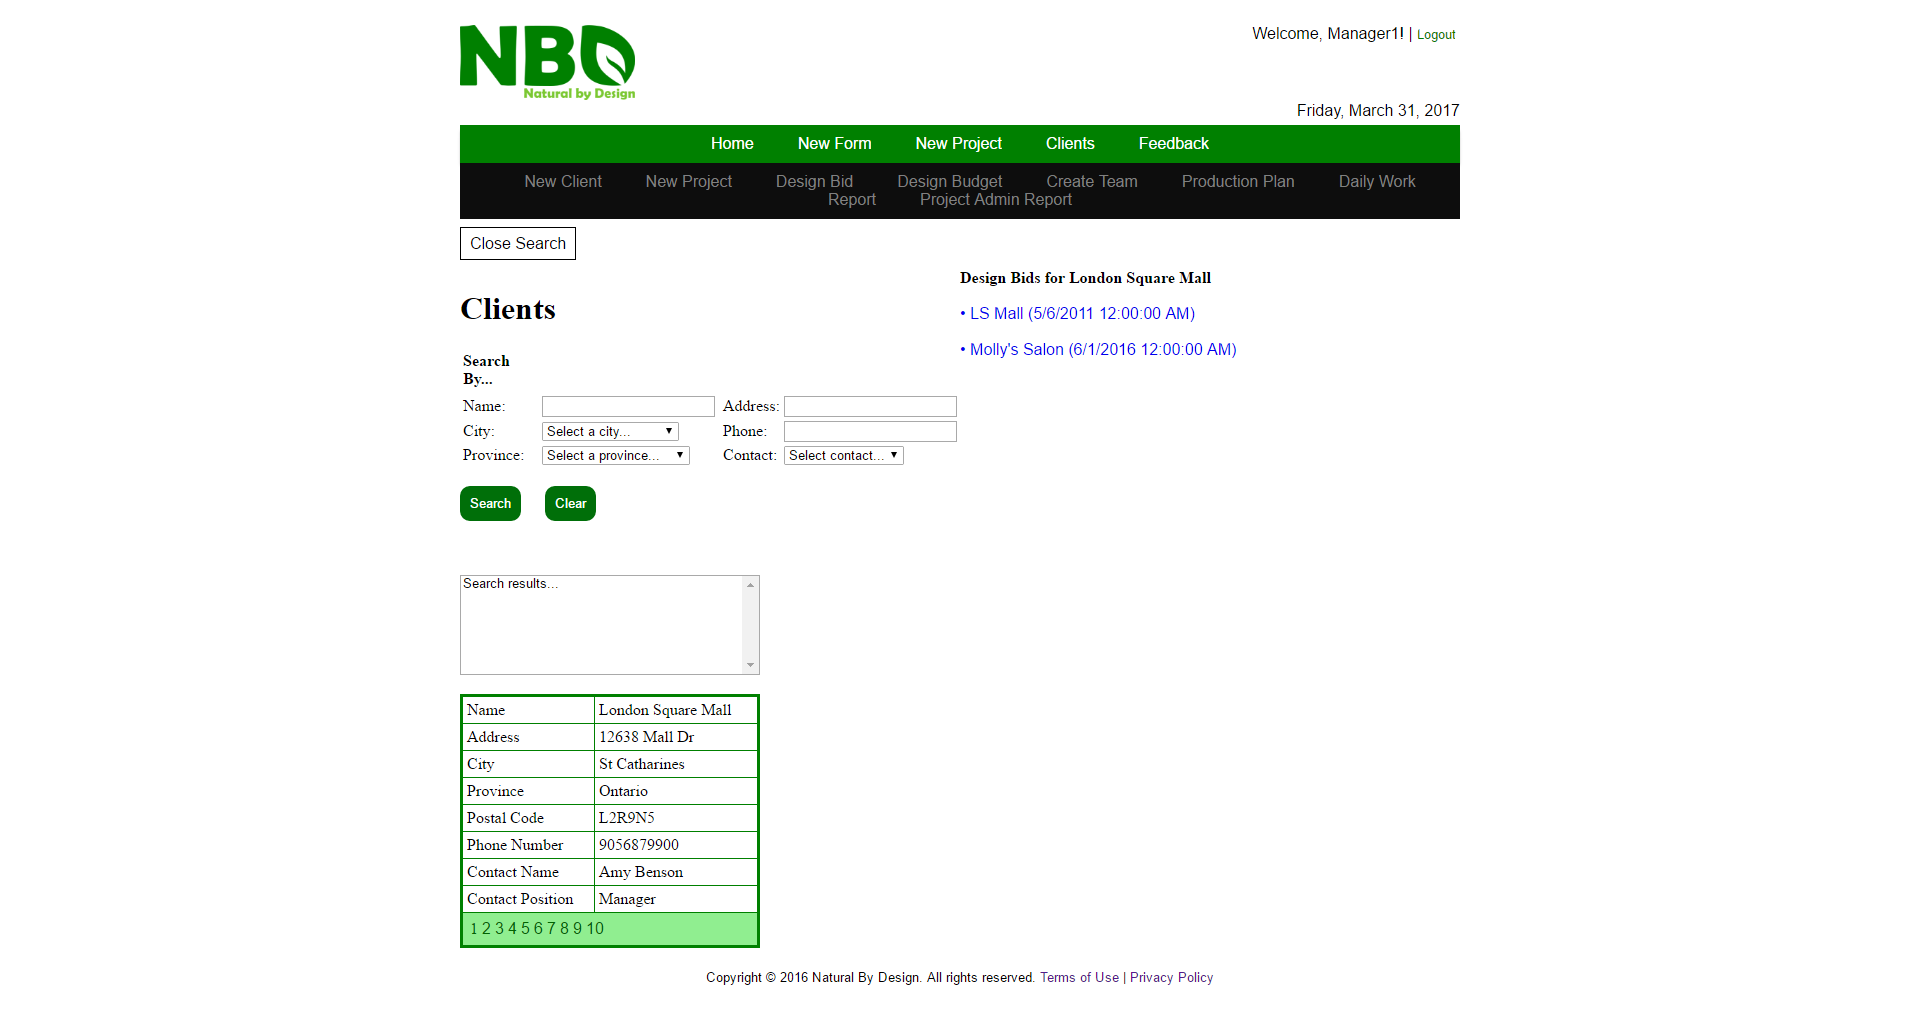 NBD
Natural by Design
Welcome, Manager1! | Logout
Friday, March 31, 2017
Home New Form New Project Clients Feedback
New Client New Project Design Bid Design Budget Create Team Production Plan Daily Work
Report Project Admin Report
Close Search
Clients
Search
By...
Name: Address:
City: Select a city... Phone:
Province: Select a province... Contact: Select contact...
Search Clear
Search results...
Name London Square Mall
Address 12638 Mall Dr
City St Catharines
Province Ontario
Postal Code L2R9N5
Phone Number 9056879900
Contact Name Amy Benson
Contact Position Manager
1 2 3 4 5 6 7 8 9 10
Design Bids for London Square Mall
• LS Mall (5/6/2011 12:00:00 AM)
• Molly's Salon (6/1/2016 12:00:00 AM)
Copyright © 2016 Natural By Design. All rights reserved. Terms of Use | Privacy Policy